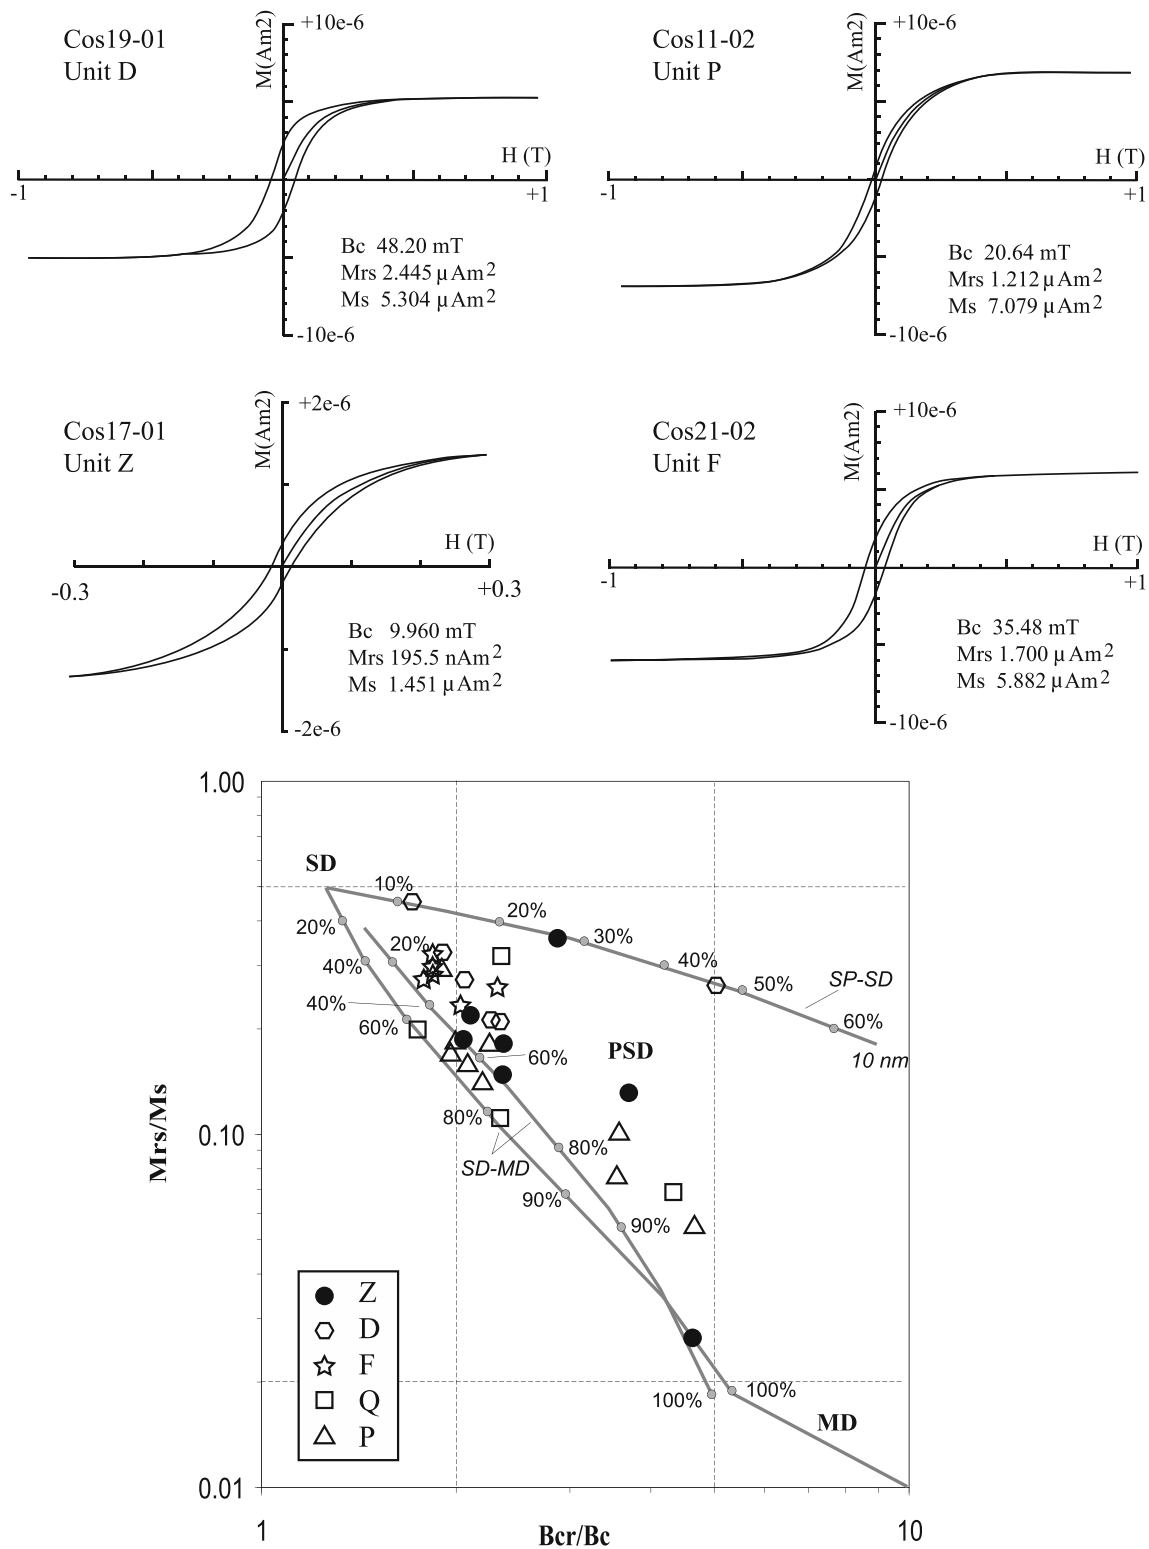 Cos19-01
Unit D
M(Am2)
+10e-6
H (T)
-1
+1
Bc 48.20 mT
Mrs 2.445 µAm2
Ms 5.304 µAm2
-10e-6
Cos11-02
Unit P
M(Am2)
+10e-6
H (T)
-1
+1
Bc 20.64 mT
Mrs 1.212 µAm2
Ms 7.079 µAm2
-10e-6
Cos17-01
Unit Z
M(Am2)
+2e-6
H (T)
-0.3
+0.3
Bc 9.960 mT
Mrs 195.5 nAm2
Ms 1.451 µAm2
-2e-6
Cos21-02
Unit F
M(Am2)
+10e-6
H (T)
-1
+1
Bc 35.48 mT
Mrs 1.700 µAm2
Ms 5.882 µAm2
-10e-6
1.00
SD
10%
20%
20%
20%
30%
40%
40%
50%
SP-SD
40%
60%
60%
10 nm
60%
PSD
Mrs/Ms
0.10
80%
80%
SD-MD
90%
90%
Z
D
F
Q
P
100%
100%
MD
0.01
1
Bcr/Bc
10